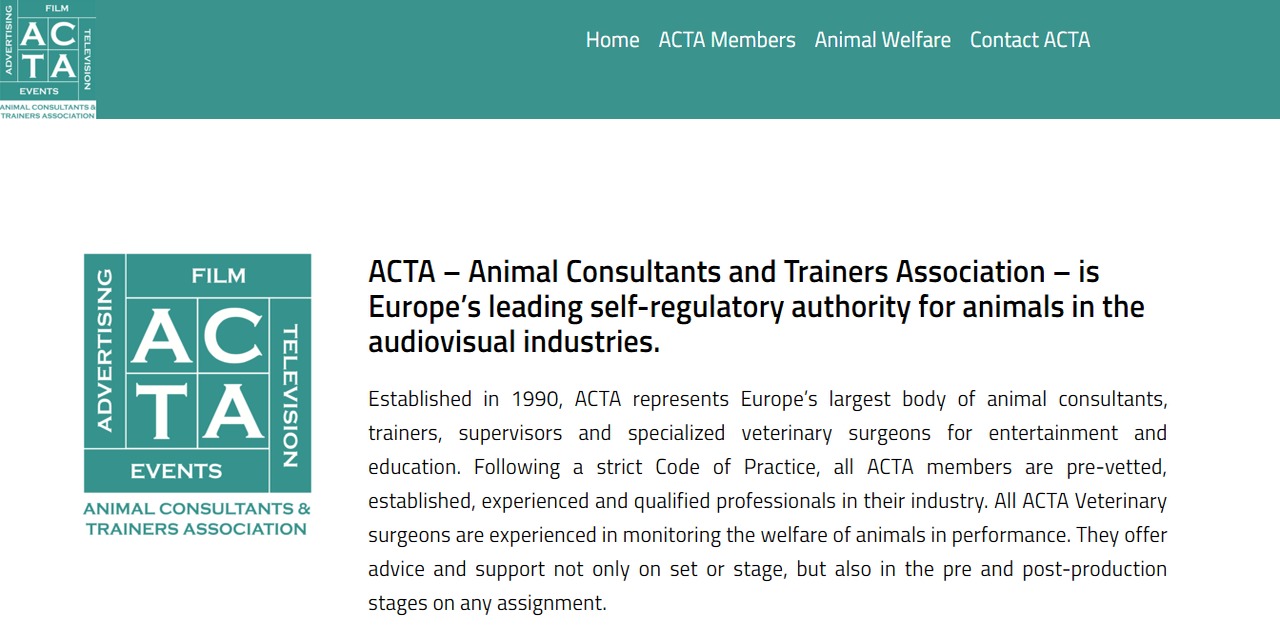 FILM
ADVERTISING
AC
TA
TELEVISION
EVENTS
ANIMAL CONSULTANTS &
TRAINERS ASSOCIATION
Home ACTA Members Animal Welfare Contact ACTA
FILM
ADVERTISING
AC
TA
TELEVISION
EVENTS
ANIMAL CONSULTANTS &
TRAINERS ASSOCIATION
ACTA – Animal Consultants and Trainers Association – is
Europe’s leading self-regulatory authority for animals in the
audiovisual industries.
Established in 1990, ACTA represents Europe’s largest body of animal consultants,
trainers, supervisors and specialized veterinary surgeons for entertainment and
education. Following a strict Code of Practice, all ACTA members are pre-vetted,
established, experienced and qualified professionals in their industry. All ACTA Veterinary
surgeons are experienced in monitoring the welfare of animals in performance. They offer
advice and support not only on set or stage, but also in the pre and post-production
stages on any assignment.